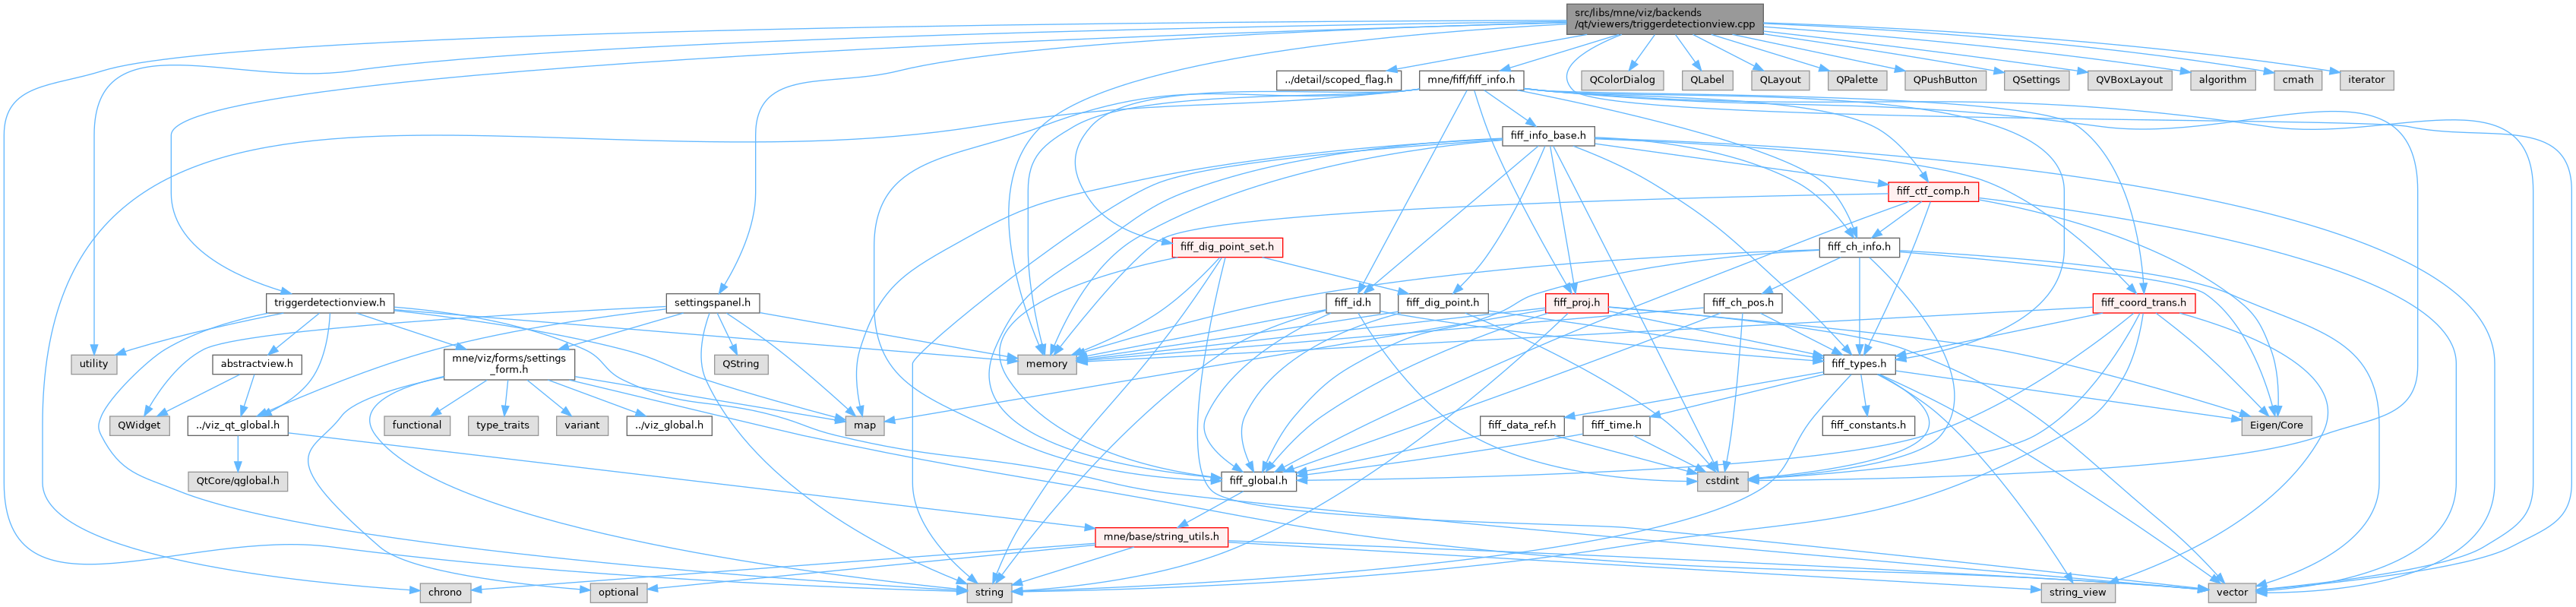 src/libs/mne/viz/backends
/qt/viewers/triggerdetectionview.cpp
../detail/scoped_flag.h
mne/fiff/fiff_info.h
QColorDialog
QLabel
QLayout
QPalette
QPushButton
QSettings
QVBoxLayout
algorithm
cmath
iterator
fiff_info_base.h
fiff_ctf_comp.h
fiff_dig_point_set.h
fiff_ch_info.h
triggerdetectionview.h
settingspanel.h
fiff_id.h
fiff_dig_point.h
fiff_proj.h
fiff_ch_pos.h
fiff_coord_trans.h
utility
abstractview.h
mne/viz/forms/settings
_form.h
QString
memory
fiff_types.h
QWidget
../viz_qt_global.h
functional
type_traits
variant
../viz_global.h
map
fiff_data_ref.h
fiff_time.h
fiff_constants.h
Eigen/Core
QtCore/qglobal.h
fiff_global.h
cstdint
mne/base/string_utils.h
chrono
optional
string
string_view
vector